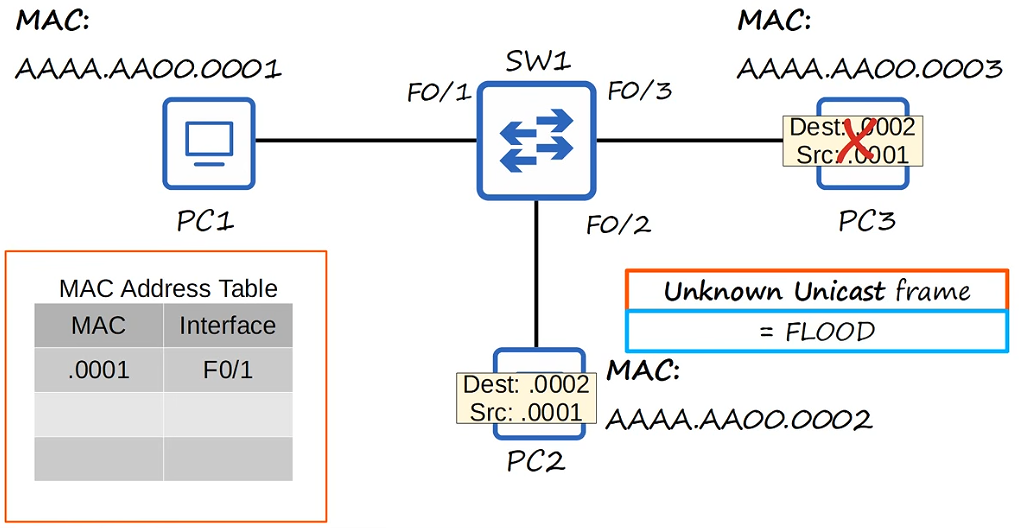 MAC:
AAAA.AA00.0001
SW1
F0/1
F0/3
MAC:
AAAA.AA00.0003
Dest: .0002
Src: .0001
PC1
F0/2
PC3
MAC Address Table
MAC Interface
.0001 F0/1
Unknown Unicast frame
= FLOOD
Dest: .0002
Src: .0001
MAC:
AAAA.AA00.0002
PC2